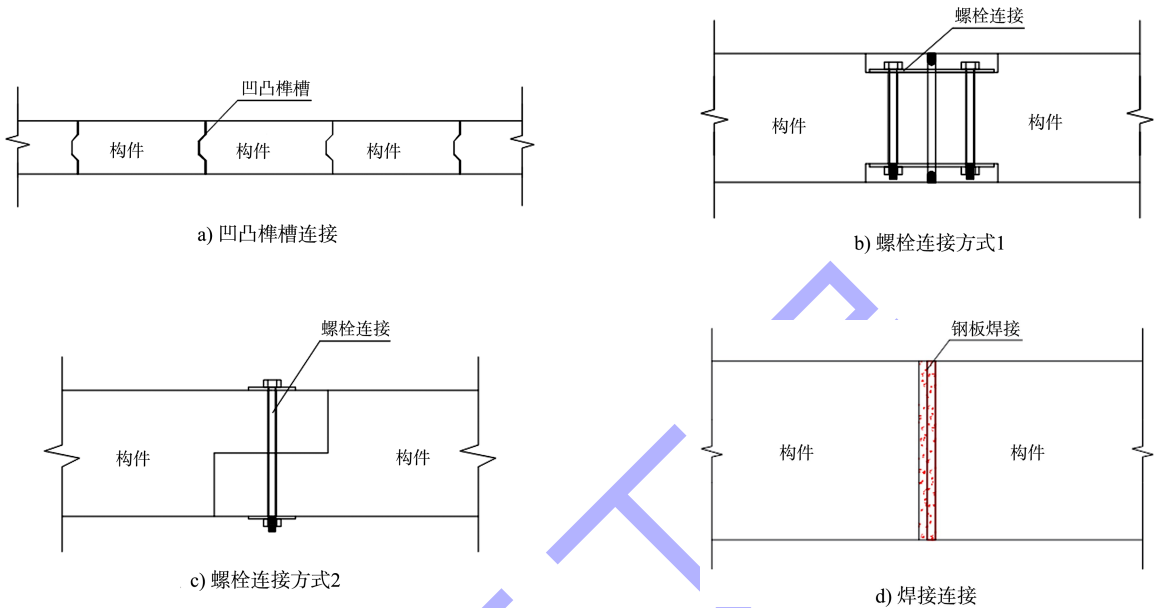 凹凸榫槽
构件
构件
构件
a) 凹凸榫槽连接
螺栓连接
构件
构件
b) 螺栓连接方式1
螺栓连接
构件
构件
c) 螺栓连接方式2
钢板焊接
构件
构件
d) 焊接连接